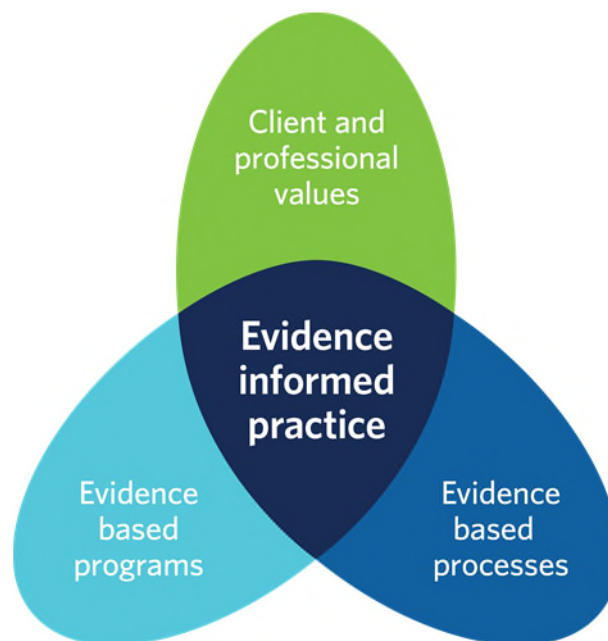 Client and
professional
values
Evidence
informed
practice
Evidence
based
programs
Evidence
based
processes